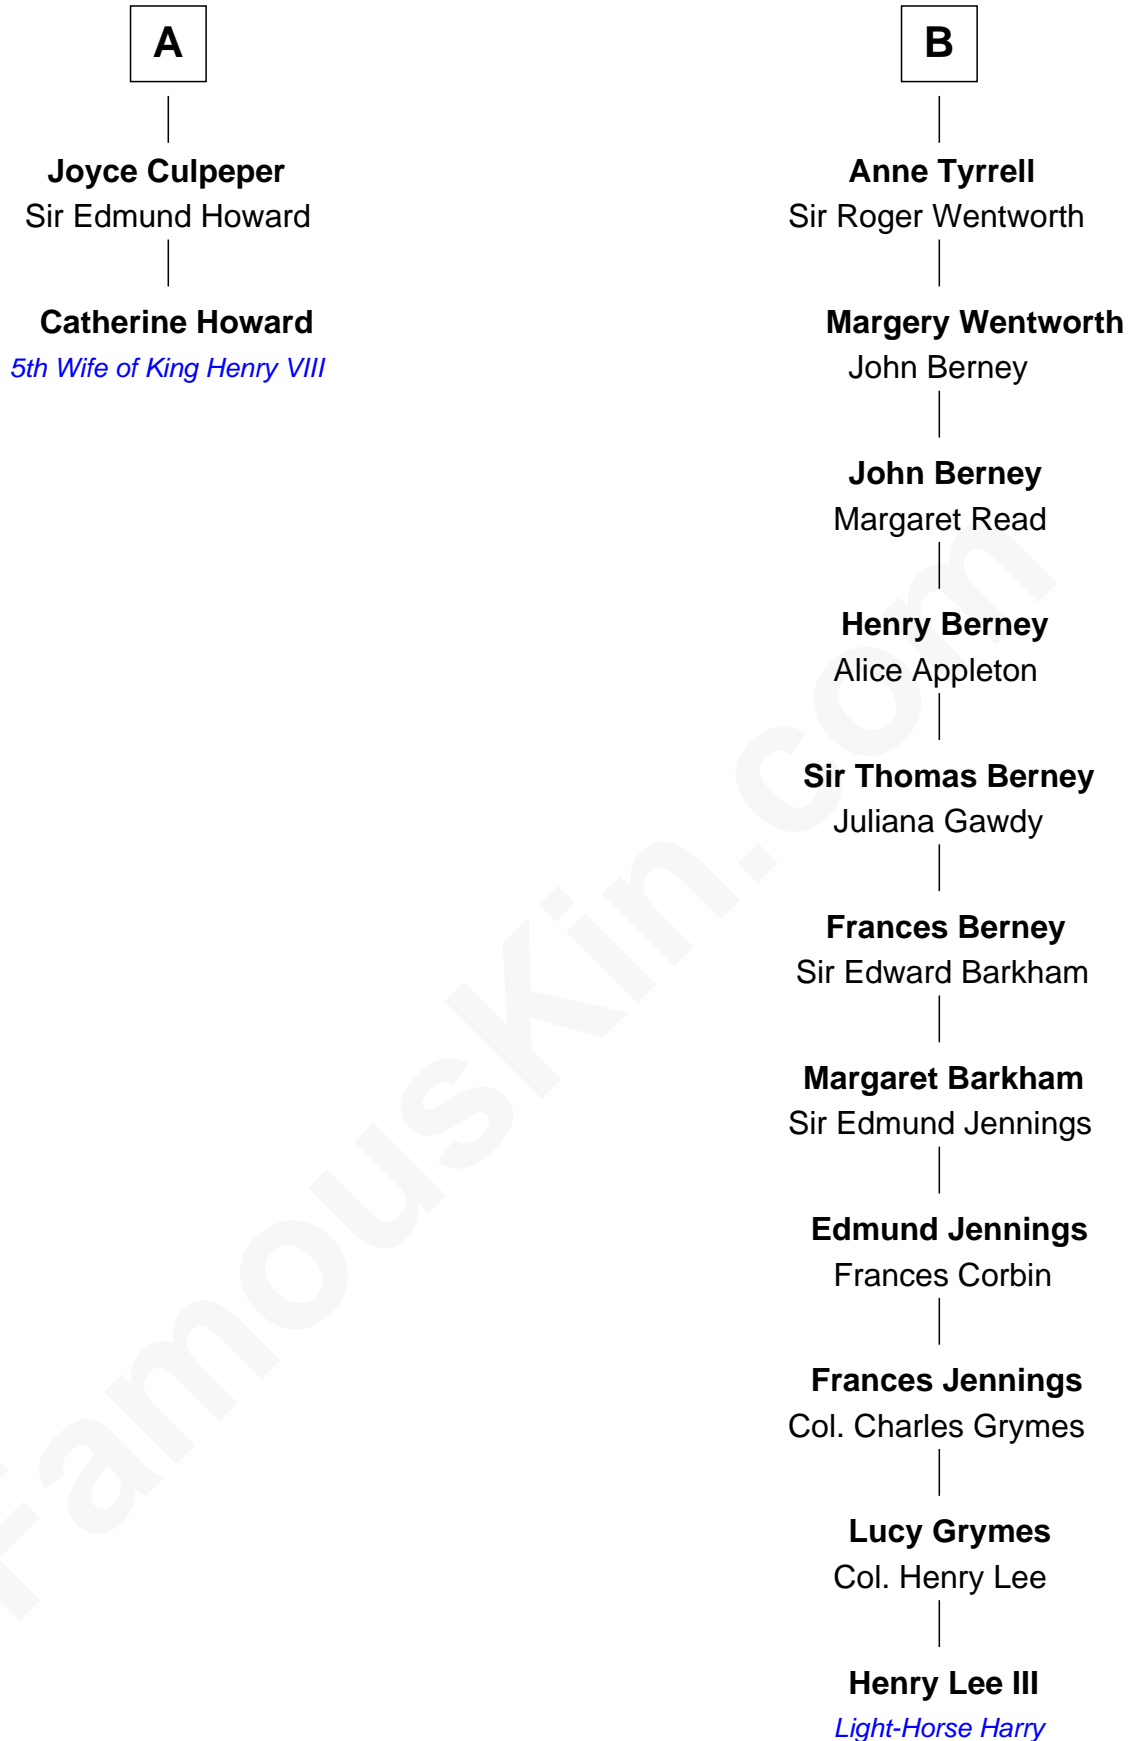 A
Joyce Culpeper
Sir Edmund Howard
Catherine Howard
5th Wife of King Henry VIII
B
Anne Tyrrell
Sir Roger Wentworth
Margery Wentworth
John Berney
John Berney
Margaret Read
Henry Berney
Alice Appleton
Sir Thomas Berney
Juliana Gawdy
Frances Berney
Sir Edward Barkham
Margaret Barkham
Sir Edmund Jennings
Edmund Jennings
Frances Corbin
Frances Jennings
Col. Charles Grymes
Lucy Grymes
Col. Henry Lee
Henry Lee III
Light-Horse Harry
FamousKin.com